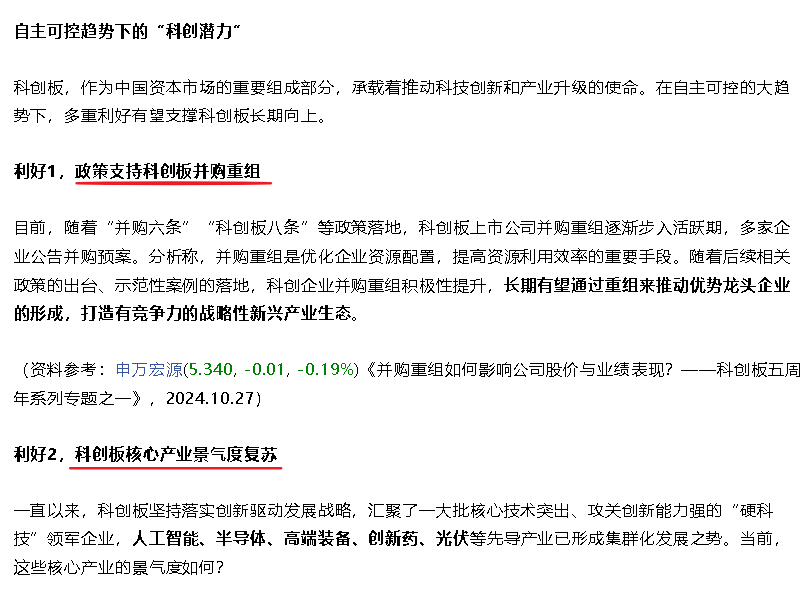 自主可控趋势下的“科创潜力”
科创板，作为中国资本市场的重要组成部分，承载着推动科技创新和产业升级的使命。在自主可控的大趋
势下，多重利好有望支撑科创板长期向上。
利好1，政策支持科创板并购重组
目前，随着“并购六条”“科创板八条”等政策落地，科创板上市公司并购重组逐渐步入活跃期，多家企
业公告并购预案。分析称，并购重组是优化企业资源配置，提高资源利用效率的重要手段。随着后续相关
政策的出台、示范性案例的落地，科创企业并购重组积极性提升，长期有望通过重组来推动优势龙头企业
的形成，打造有竞争力的战略性新兴产业生态。
（资料参考：申万宏源(5.340, -0.01, -0.19%)《并购重组如何影响公司股价与业绩表现？——科创板五周
年系列专题之一》，2024.10.27）
利好2，科创板核心产业景气度复苏
一直以来，科创板坚持落实创新驱动发展战略，汇聚了一大批核心技术突出、攻关创新能力强的“硬科
技”领军企业，人工智能、半导体、高端装备、创新药、光伏等先导产业已形成集群化发展之势。当前，
这些核心产业的景气度如何？